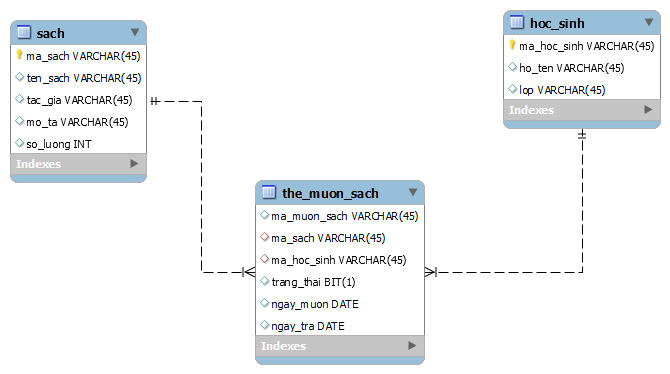 sach
ma_sach VARCHAR(45)
ten_sach VARCHAR(45)
tac_gia VARCHAR(45)
mo_ta VARCHAR(45)
so_luong INT
Indexes
hoc_sinh
ma_hoc_sinh VARCHAR(45)
ho_ten VARCHAR(45)
lop VARCHAR(45)
Indexes
the_muon_sach
ma_muon_sach VARCHAR(45)
ma_sach VARCHAR(45)
ma_hoc_sinh VARCHAR(45)
trang_thai BIT(1)
ngay_muon DATE
ngay_tra DATE
Indexes